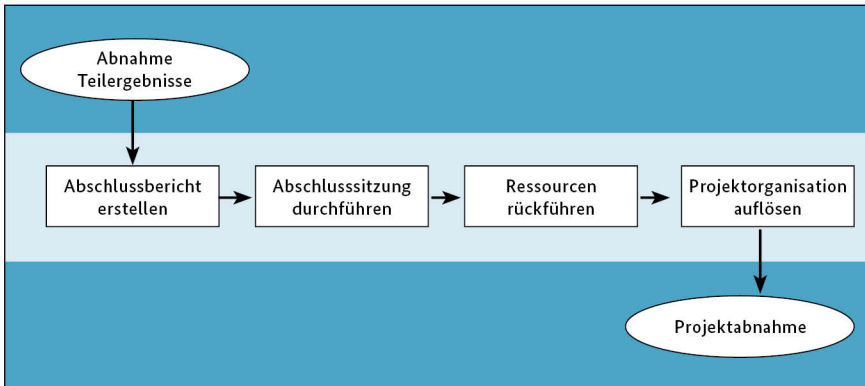 Abnahme
Teilergebnisse
Abschlussbericht
erstellen
Abschlusssitzung
durchführen
Ressourcen
rückführen
Projektorganisation
auflösen
Projektabnahme